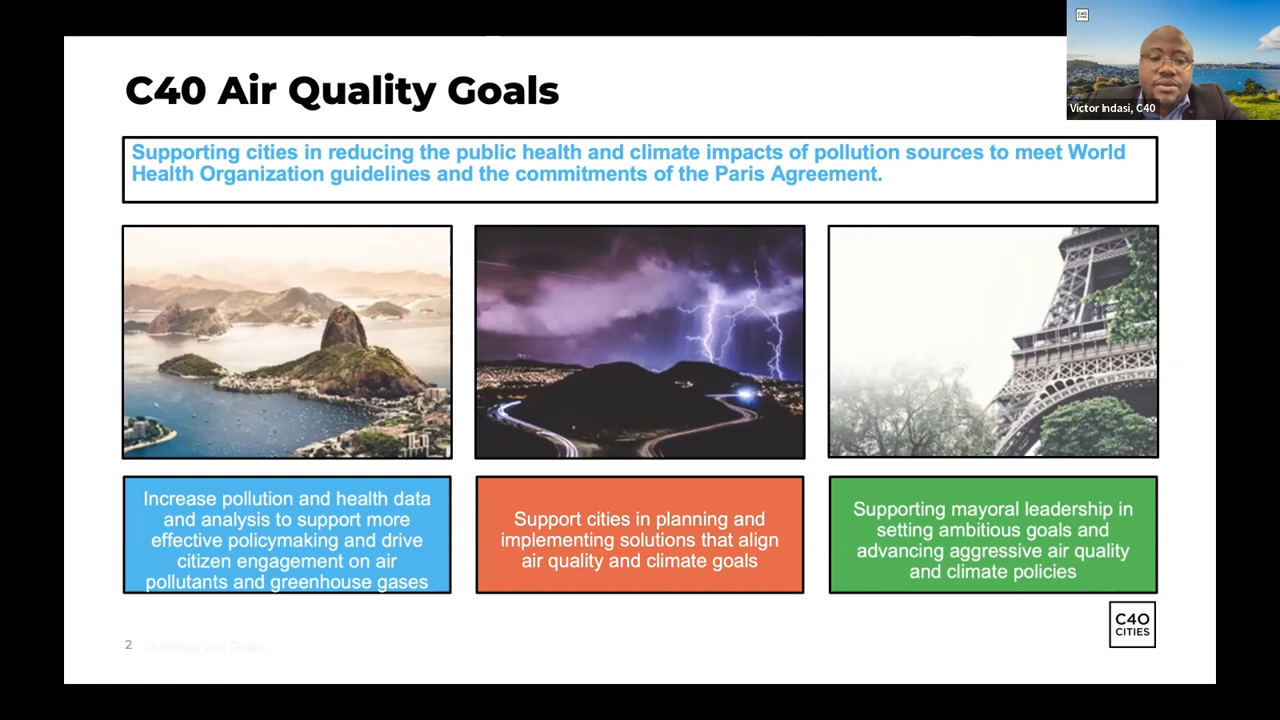 C40 Air Quality Goals
C40
Victor Indasi, C40
Supporting cities in reducing the public health and climate impacts of pollution sources to meet World
Health Organization guidelines and the commitments of the Paris Agreement.
Increase pollution and health data
and analysis to support more
effective policymaking and drive
citizen engagement on air
pollutants and greenhouse gases
Support cities in planning and
implementing solutions that align
air quality and climate goals
Supporting mayoral leadership in
setting ambitious goals and
advancing aggressive air quality
and climate policies
C40
CITIES
2 Overview and Goals